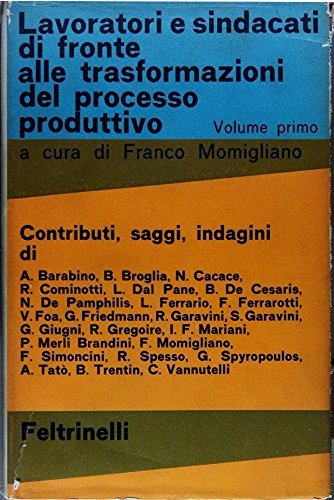 Lavoratori e sindacati
di fronte
alle trasformazioni
del processo
produttivo Volume primo
a cura di Franco Momigliano
Contributi, saggi, indagini
di
A. Barabino, B. Broglia, N. Cacace,
R. Cominotti, L. Dal Pane, B. De Cesaris,
N. De Pamphilis, L. Ferrario, F. Ferrarotti,
V. Foa, G. Friedmann, R. Garavini, S. Garavini,
G. Giugni, R. Gregoire, I. F. Mariani,
P. Merli Brandini, F. Momigliano,
F. Simoncini, R. Spesso, G. Spyropoulos,
A. Tatò, B. Trentin, C. Vannutelli
Feltrinelli